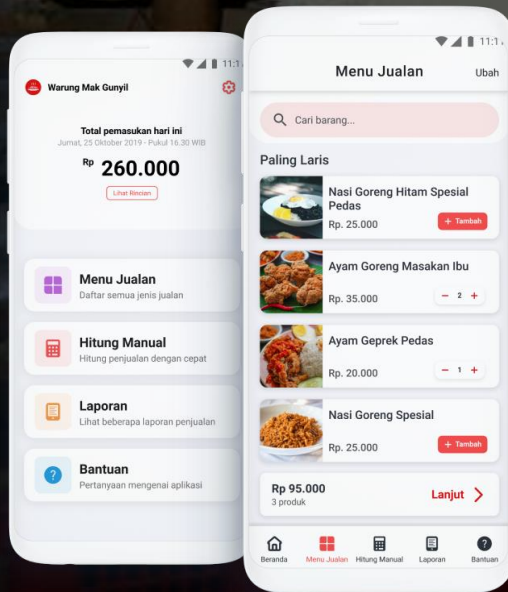 11:1
Warung Mak Gunyil
Total pemasukan hari ini
Jumat, 25 Oktober 2019 - Pukul 16.30 WIB
Rp 260.000
Lihat Rincian
Menu Jualan
Daftar semua jenis jualan
Hitung Manual
Hitung penjualan dengan cepat
Laporan
Lihat beberapa laporan penjualan
Bantuan
Pertanyaan mengenai aplikasi
11:1
Menu Jualan
Ubah
Cari barang...
Paling Laris
Nasi Goreng Hitam Spesial
Pedas
Rp. 25.000
+ Tambah
Ayam Goreng Masakan Ibu
Rp. 35.000
- 2 +
Ayam Geprek Pedas
Rp. 20.000
- 1 +
Nasi Goreng Spesial
Rp. 25.000
+ Tambah
Rp 95.000
3 produk
Lanjut
Beranda
Menu Jualan
Hitung Manual
Laporan
Bantuan